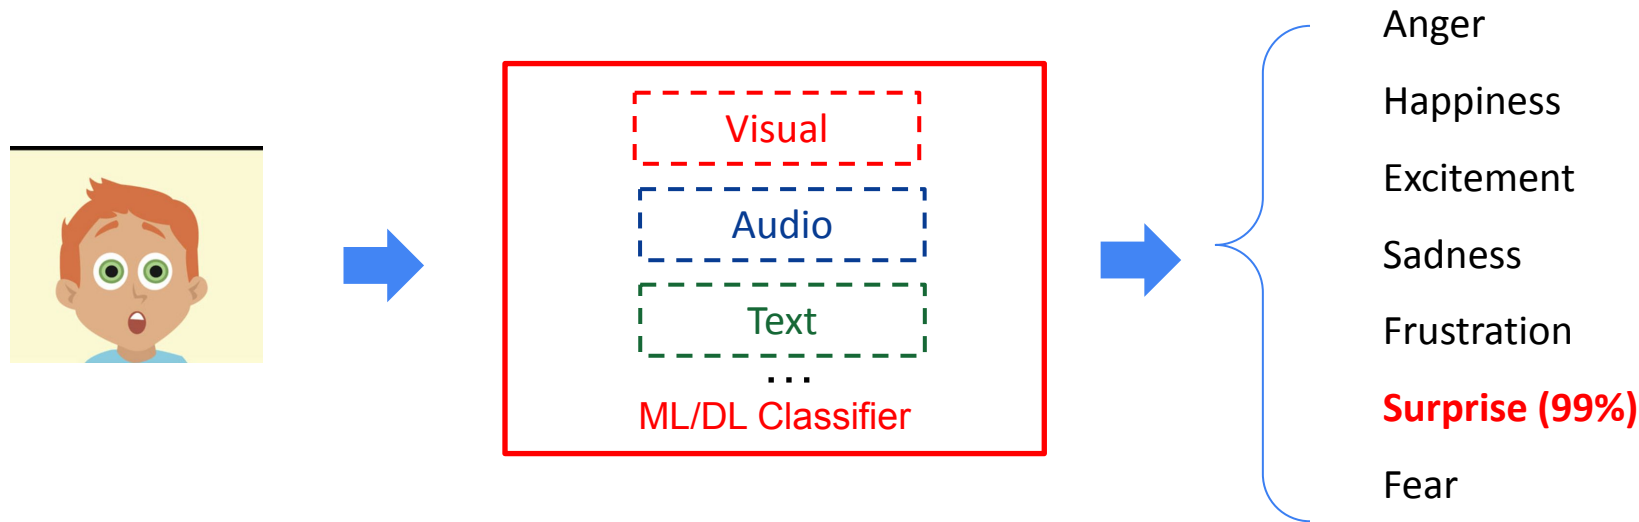 Visual
Audio
Text
...
ML/DL Classifier
Anger
Happiness
Excitement
Sadness
Frustration
Surprise (99%)
Fear